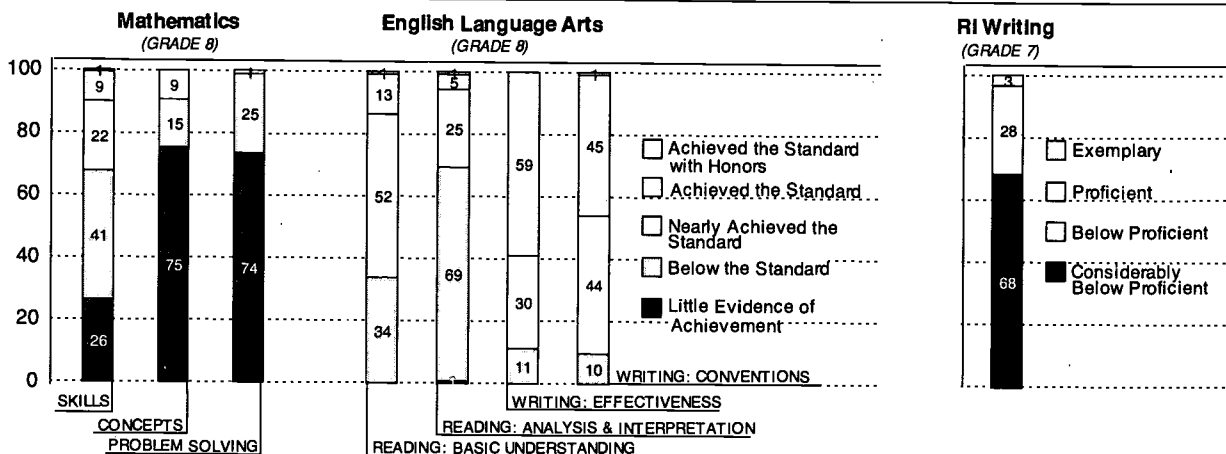 Mathematics
(GRADE 8)
English Language Arts
(GRADE 8)
RI Writing
(GRADE 7)
100
80
60
40
20
0
9
22
41
26
9
15
75
25
74
13
52
34
5
25
69
59
30
11
45
44
10
Achieved the Standard
with Honors
Achieved the Standard
Nearly Achieved the
Standard
Below the Standard
Little Evidence of
Achievement
3
28
68
Exemplary
Proficient
Below Proficient
Considerably
Below Proficient
SKILLS
CONCEPTS
PROBLEM SOLVING
WRITING: CONVENTIONS
WRITING: EFFECTIVENESS
READING: ANALYSIS & INTERPRETATION
READING: BASIC UNDERSTANDING